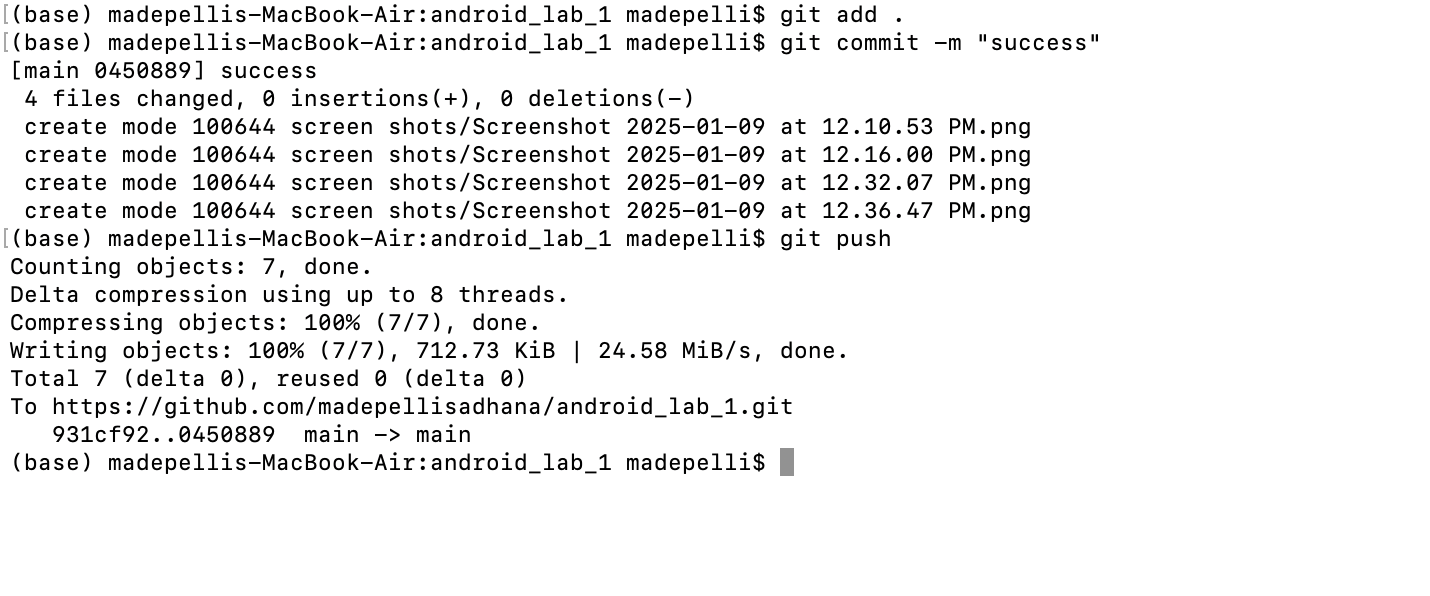 [(base) madepellis-MacBook-Air:android_lab_1 madepelli$ git add .
[(base) madepellis-MacBook-Air:android_lab_1 madepelli$ git commit -m "success"
[main 0450889] success
 4 files changed, 0 insertions(+), 0 deletions(-)
 create mode 100644 screen shots/Screenshot 2025-01-09 at 12.10.53 PM.png
 create mode 100644 screen shots/Screenshot 2025-01-09 at 12.16.00 PM.png
 create mode 100644 screen shots/Screenshot 2025-01-09 at 12.32.07 PM.png
 create mode 100644 screen shots/Screenshot 2025-01-09 at 12.36.47 PM.png
[(base) madepellis-MacBook-Air:android_lab_1 madepelli$ git push
Counting objects: 7, done.
Delta compression using up to 8 threads.
Compressing objects: 100% (7/7), done.
Writing objects: 100% (7/7), 712.73 KiB | 24.58 MiB/s, done.
Total 7 (delta 0), reused 0 (delta 0)
To https://github.com/madepellisadhana/android_lab_1.git
   931cf92..0450889  main -> main
(base) madepellis-MacBook-Air:android_lab_1 madepelli$